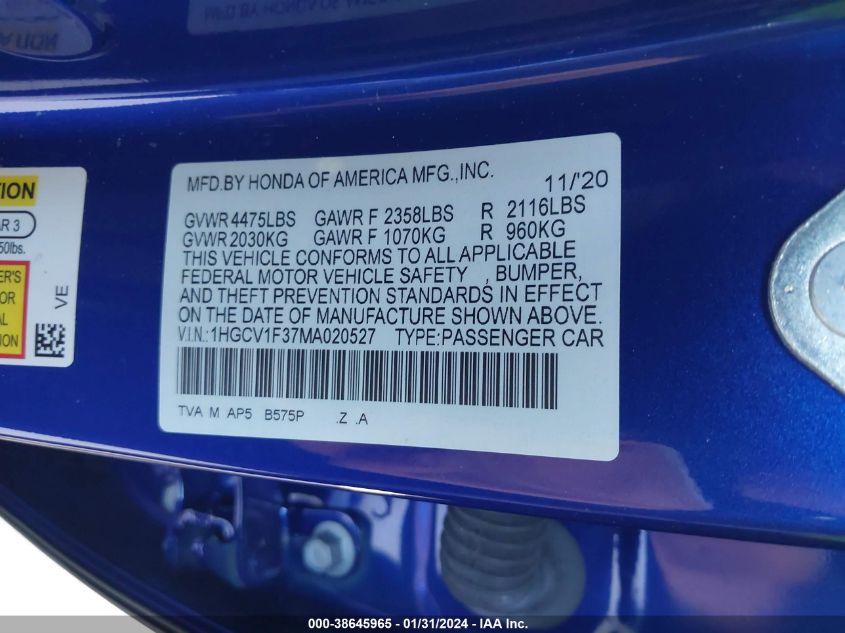 MFD.BY HONDA OF AMERICA MFG.,INC. 11/'20
GVWR 4475LBS GAWR F 2358LBS R 2116LBS
GVWR 2030KG GAWR F 1070KG R 960KG
THIS VEHICLE CONFORMS TO ALL APPLICABLE
FEDERAL MOTOR VEHICLE SAFETY , BUMPER,
AND THEFT PREVENTION STANDARDS IN EFFECT
ON THE DATE OF MANUFACTURE SHOWN ABOVE.
V.I.N.:1HGCV1F37MA020527 TYPE:PASSENGER CAR
TVA M AP5 B575P .Z .A
VE
000-38645965 / 01/31/2024 - IAA Inc.